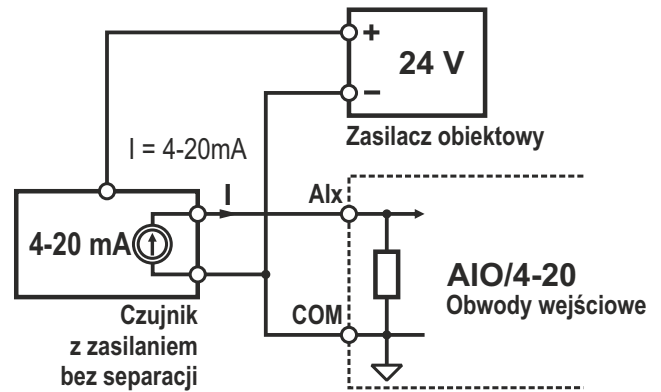 +
24 V
–
Zasilacz obiektowy
I = 4-20mA
I
AIx
4-20 mA
AIO/4-20
Obwody wejściowe
COM
Czujnik
z zasilaniem
bez separacji